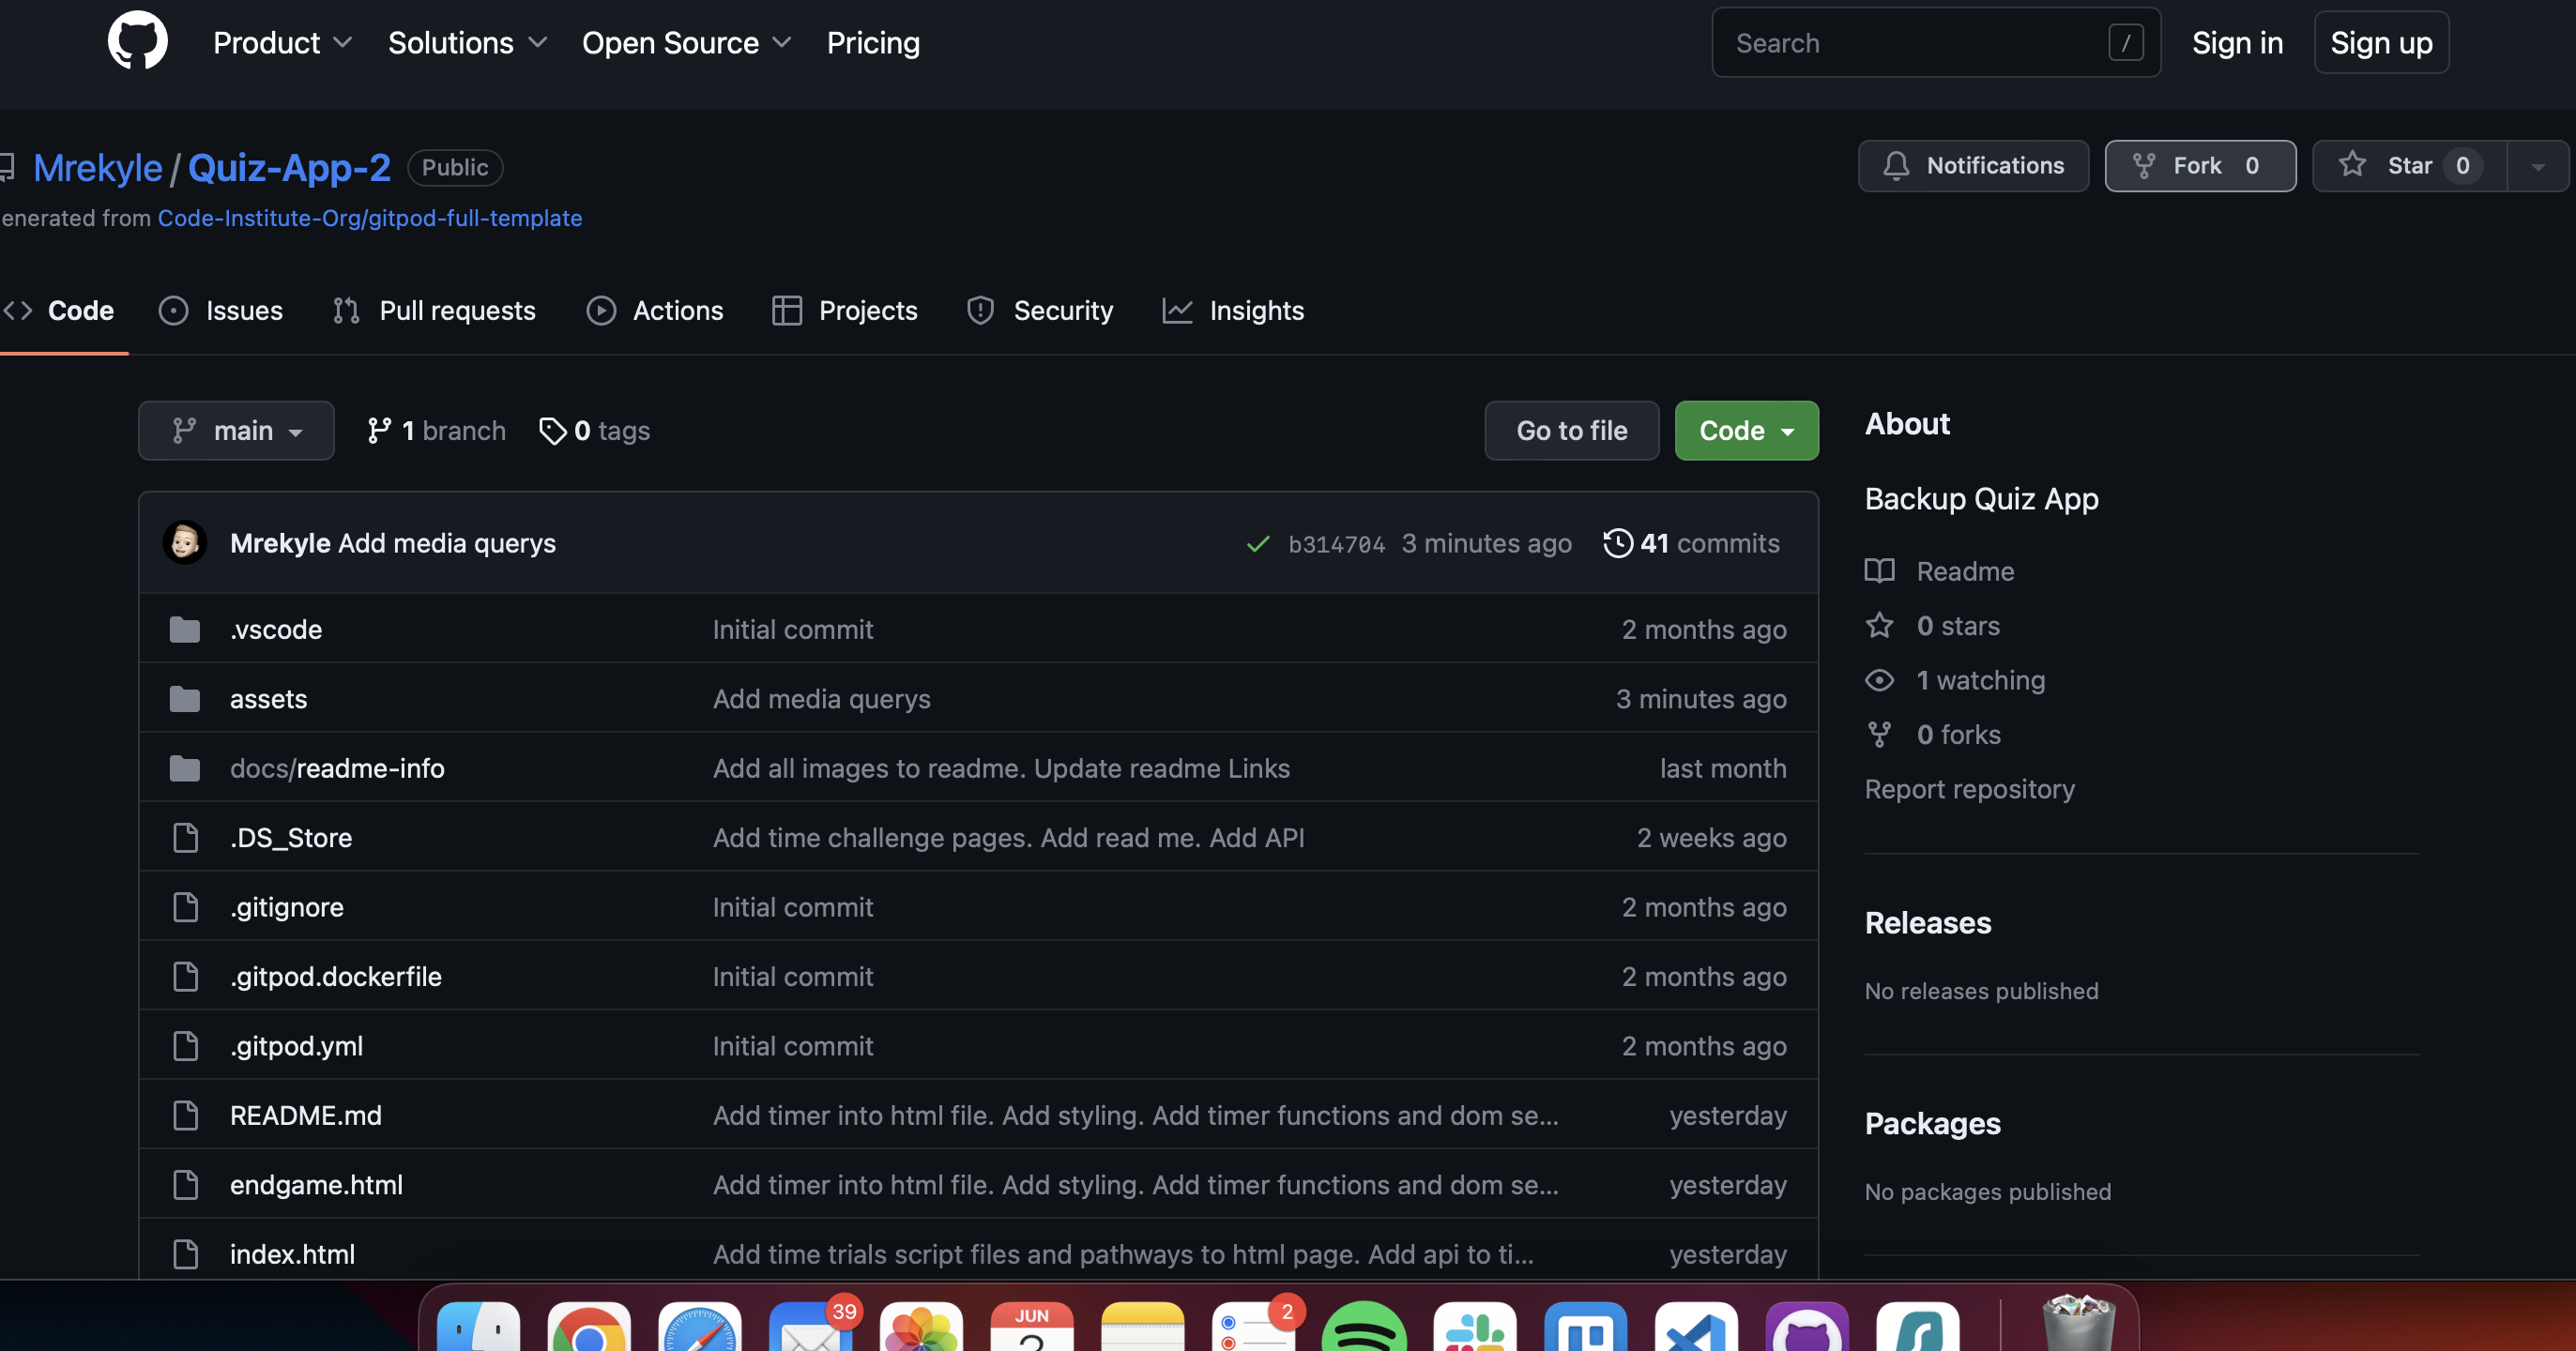 Product Solutions Open Source Pricing Search / Sign in Sign up
Mrekyle / Quiz-App-2 Public Notifications Fork 0 Star 0
enerated from Code-Institute-Org/gitpod-full-template
Code Issues Pull requests Actions Projects Security Insights
main 1 branch 0 tags Go to file Code
Mrekyle Add media querys b314704 3 minutes ago 41 commits
.vscode Initial commit 2 months ago
assets Add media querys 3 minutes ago
docs/readme-info Add all images to readme. Update readme Links last month
.DS_Store Add time challenge pages. Add read me. Add API 2 weeks ago
.gitignore Initial commit 2 months ago
.gitpod.dockerfile Initial commit 2 months ago
.gitpod.yml Initial commit 2 months ago
README.md Add timer into html file. Add styling. Add timer functions and dom se... yesterday
endgame.html Add timer into html file. Add styling. Add timer functions and dom se... yesterday
index.html Add time trials script files and pathways to html page. Add api to ti... yesterday
About
Backup Quiz App
Readme
0 stars
1 watching
0 forks
Report repository
Releases
No releases published
Packages
No packages published
39 JUN 2